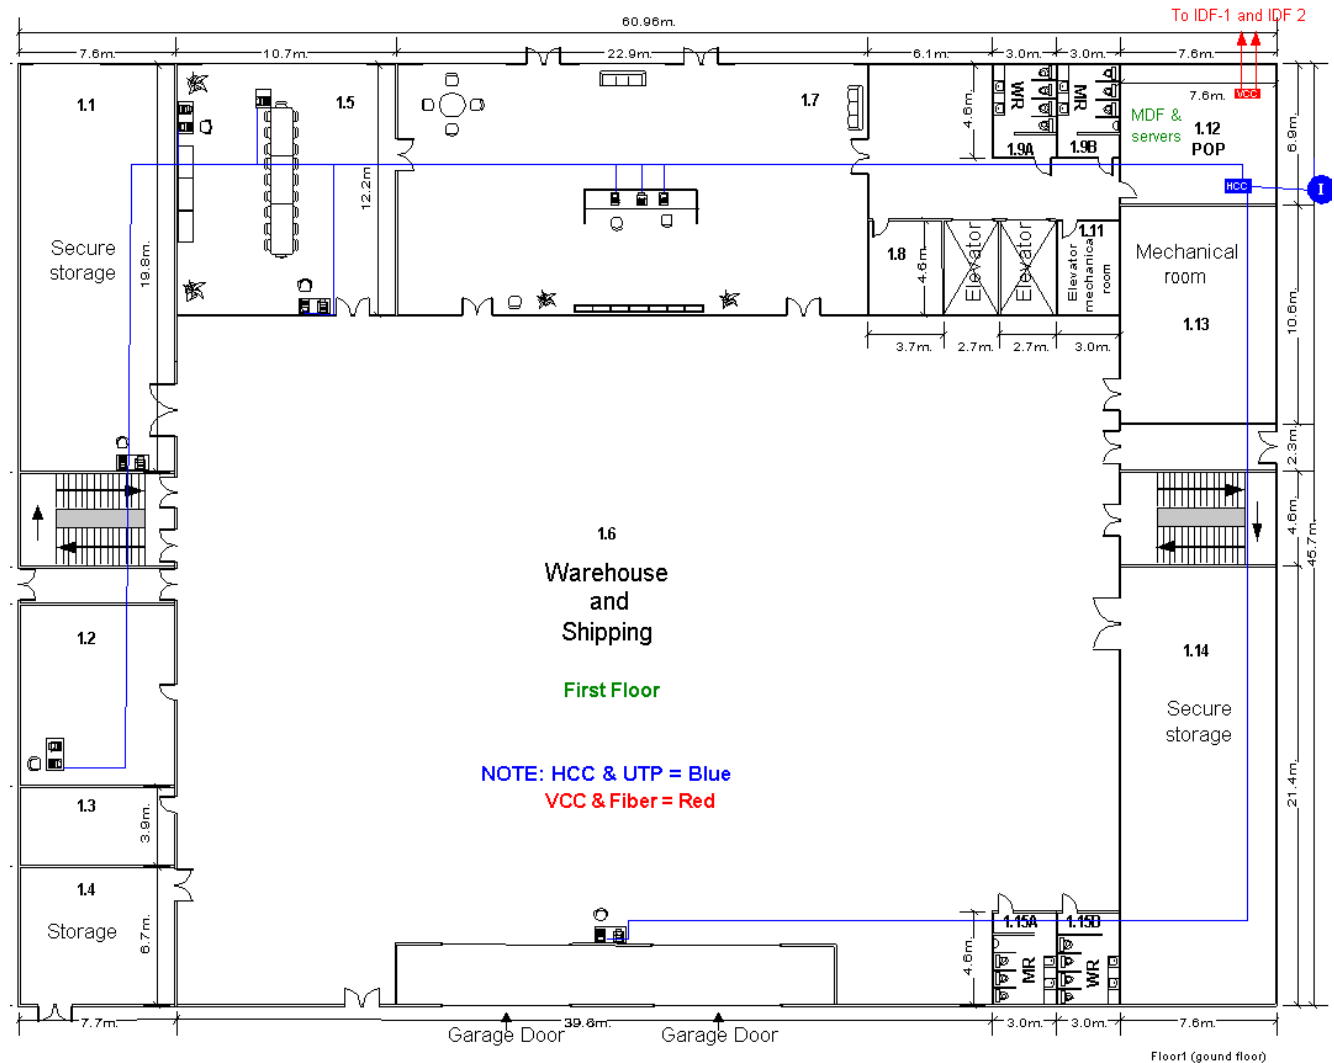 To IDF-1 and IDF 2
60.96m.
7.6m.
10.7m.
22.9m.
6.1m.
3.0m.
3.0m.
7.6m.
1.1
1.5
1.7
WR
MR
VCC
7.6m.
MDF &
servers
1.12
POP
4.6m.
6.9m.
1.9A
1.9B
HCC
I
12.2m.
19.8m.
Secure
storage
1.8
4.6m.
Elevator
Elevator
1.11
Elevator
mechanical
room
Mechanical
room
1.13
10.6m.
3.7m.
2.7m.
2.7m.
3.0m.
2.3m.
4.6m.
45.7m.
1.6
Warehouse
and
Shipping
First Floor
1.2
1.14
Secure
storage
NOTE: HCC & UTP = Blue
VCC & Fiber = Red
21.4m.
1.3
3.9m.
1.4
Storage
6.7m.
4.6m.
1.15A
1.15B
MR
WR
7.7m.
39.6m.
3.0m.
3.0m.
7.6m.
Garage Door
Garage Door
Floor1 (gound floor)